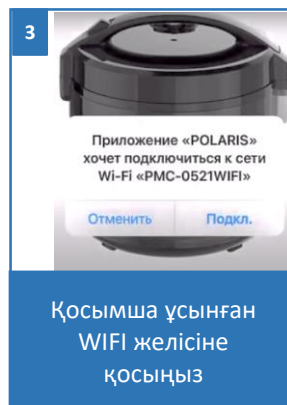 3
Приложение «POLARIS»
хочет подключиться к сети
Wi-Fi «PMC-0521WIFI»
Отменить Подкл.
Қосымша ұсынған
WIFI желісіне
қосыңыз